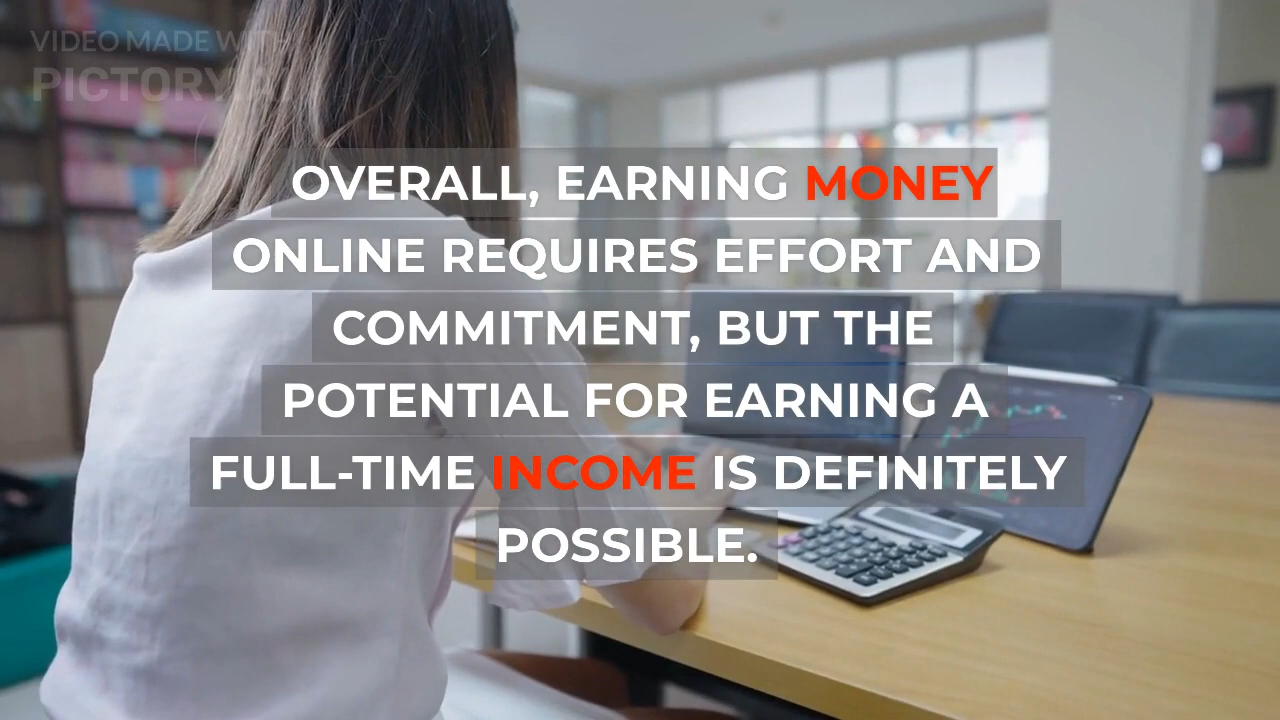 VIDEO MADE WITH
PICTORY.AI
OVERALL, EARNING MONEY
ONLINE REQUIRES EFFORT AND
COMMITMENT, BUT THE
POTENTIAL FOR EARNING A
FULL-TIME INCOME IS DEFINITELY
POSSIBLE.